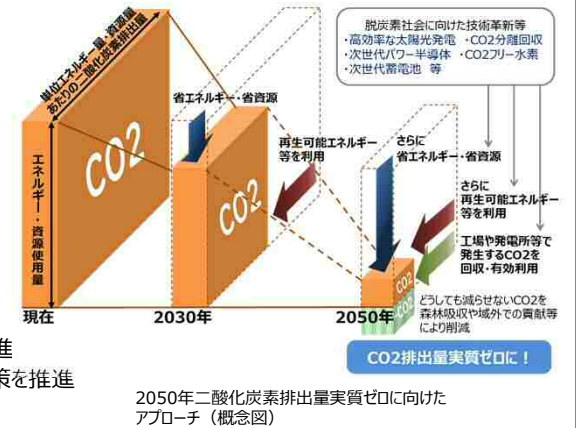 脱炭素社会に向けた技術革新等
・高効率な太陽光発電 ・CO2分離回収
・次世代パワー半導体 ・CO2フリー水素
・次世代蓄電池 等
単位エネルギー量・資源量
あたりの二酸化炭素排出量
エネルギー・資源使用量
CO2
省エネルギー・省資源
CO2
再生可能エネルギー
等を利用
さらに
省エネルギー・省資源
さらに
再生可能エネルギー
等を利用
工場や発電所等で
発生するCO2を
回収・有効利用
CO2
-CO2
どうしても減らせないCO2を
森林吸収や域外での貢献等
により削減
現在
2030年
2050年
CO2排出量実質ゼロに！
進
策を推進
2050年二酸化炭素排出量実質ゼロに向けた
アプローチ（概念図）